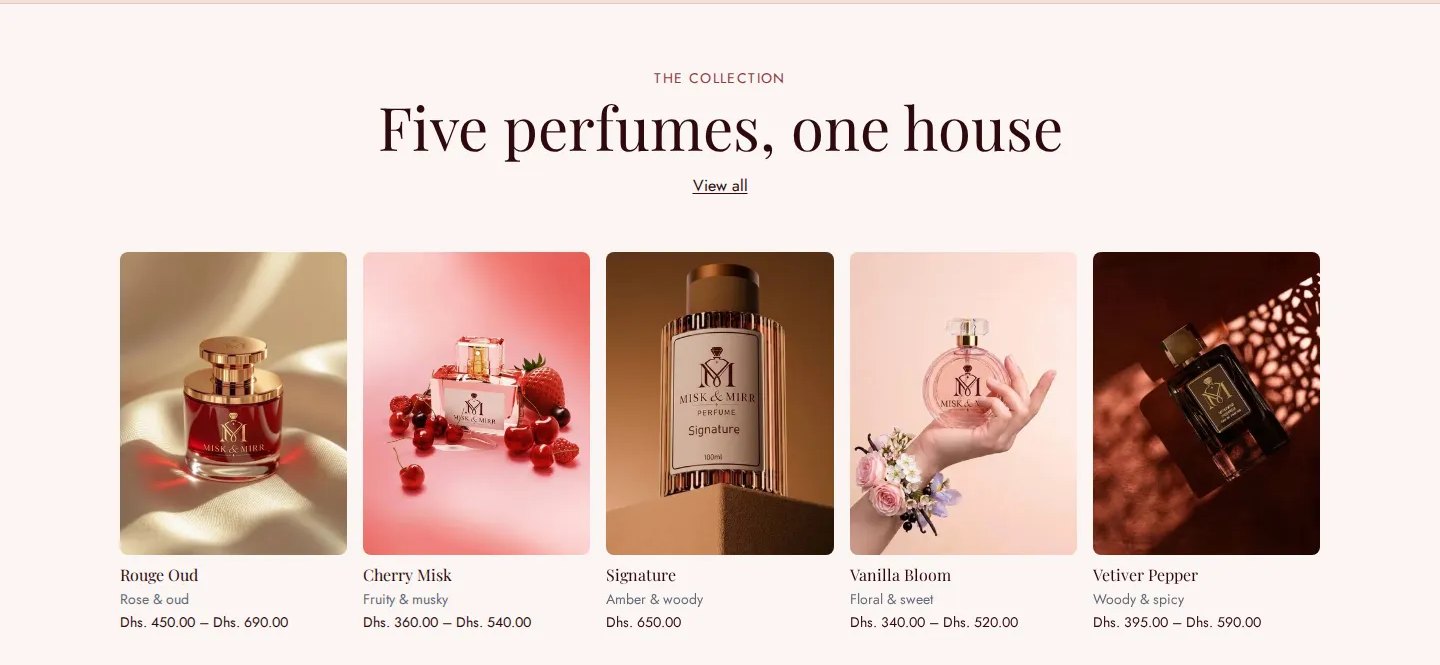 THE COLLECTION
Five perfumes, one house
View all
MISK & MIRR
MISK & MIRR
MISK & MIRR
PERFUME
Signature
100ml
MISK &
Rouge Oud
Rose & oud
Dhs. 450.00 – Dhs. 690.00
Cherry Misk
Fruity & musky
Dhs. 360.00 – Dhs. 540.00
Signature
Amber & woody
Dhs. 650.00
Vanilla Bloom
Floral & sweet
Dhs. 340.00 – Dhs. 520.00
Vetiver Pepper
Woody & spicy
Dhs. 395.00 – Dhs. 590.00